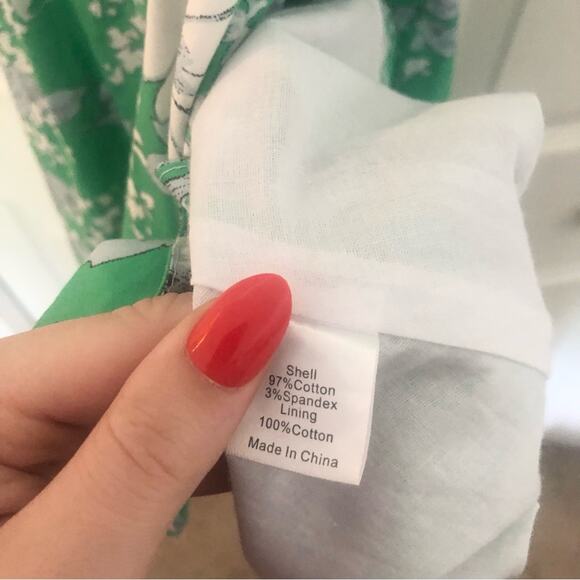 Shell
97%Cotton
3%Spandex
Lining
100%Cotton
Made In China